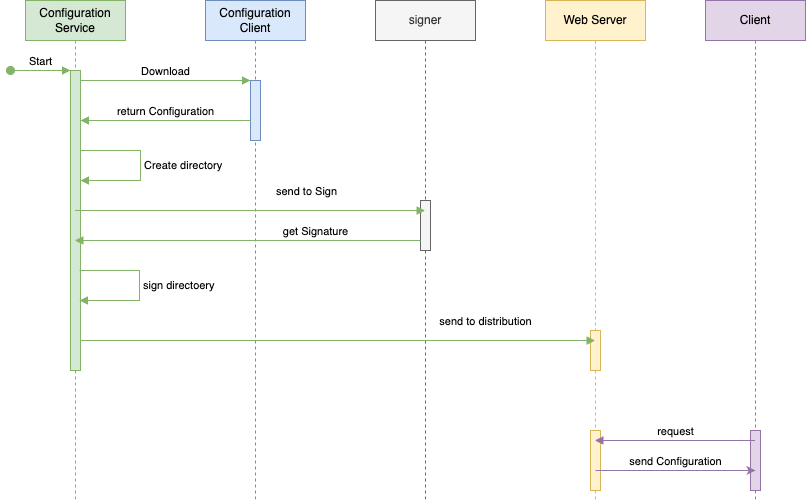 Configuration
Service
Configuration
Client
signer
Web Server
Client
Start
Download
return Configuration
Create directory
send to Sign
get Signature
sign directoery
send to distribution
request
send Configuration